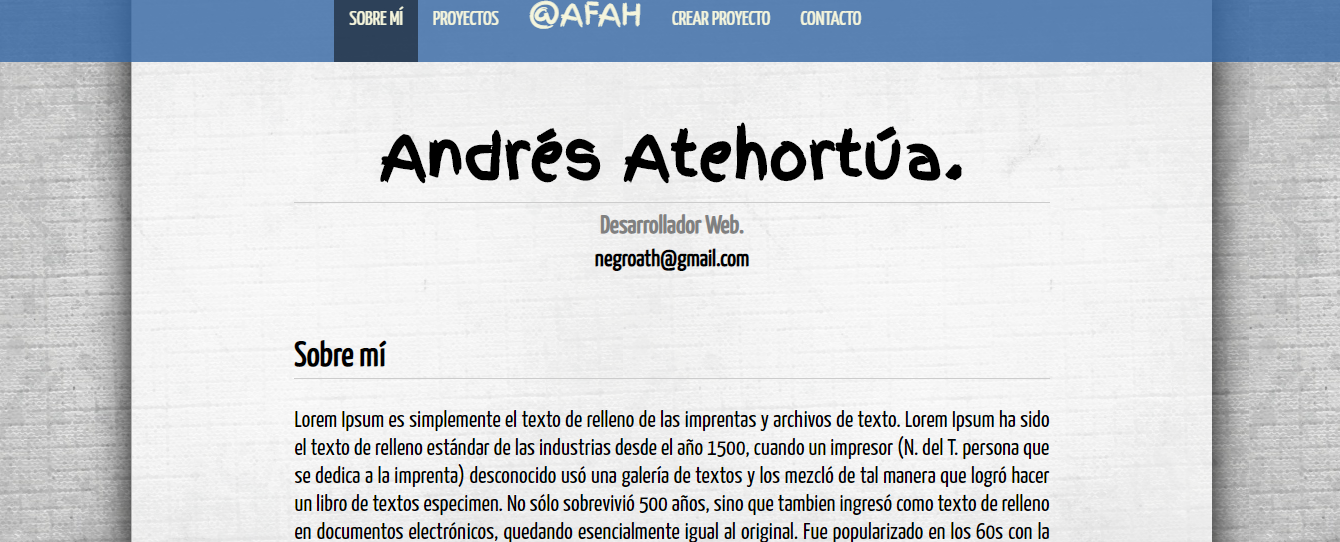 SOBRE MÍ PROYECTOS @AFAH CREAR PROYECTO CONTACTO
Andrés Atehortúa.
Desarrollador Web.
negroath@gmail.com
Sobre mí
Lorem Ipsum es simplemente el texto de relleno de las imprentas y archivos de texto. Lorem Ipsum ha sido
el texto de relleno estándar de las industrias desde el año 1500, cuando un impresor (N. del T. persona que
se dedica a la imprenta) desconocido usó una galería de textos y los mezcló de tal manera que logró hacer
un libro de textos especimen. No sólo sobrevivió 500 años, sino que tambien ingresó como texto de relleno
en documentos electrónicos, quedando esencialmente igual al original. Fue popularizado en los 60s con la